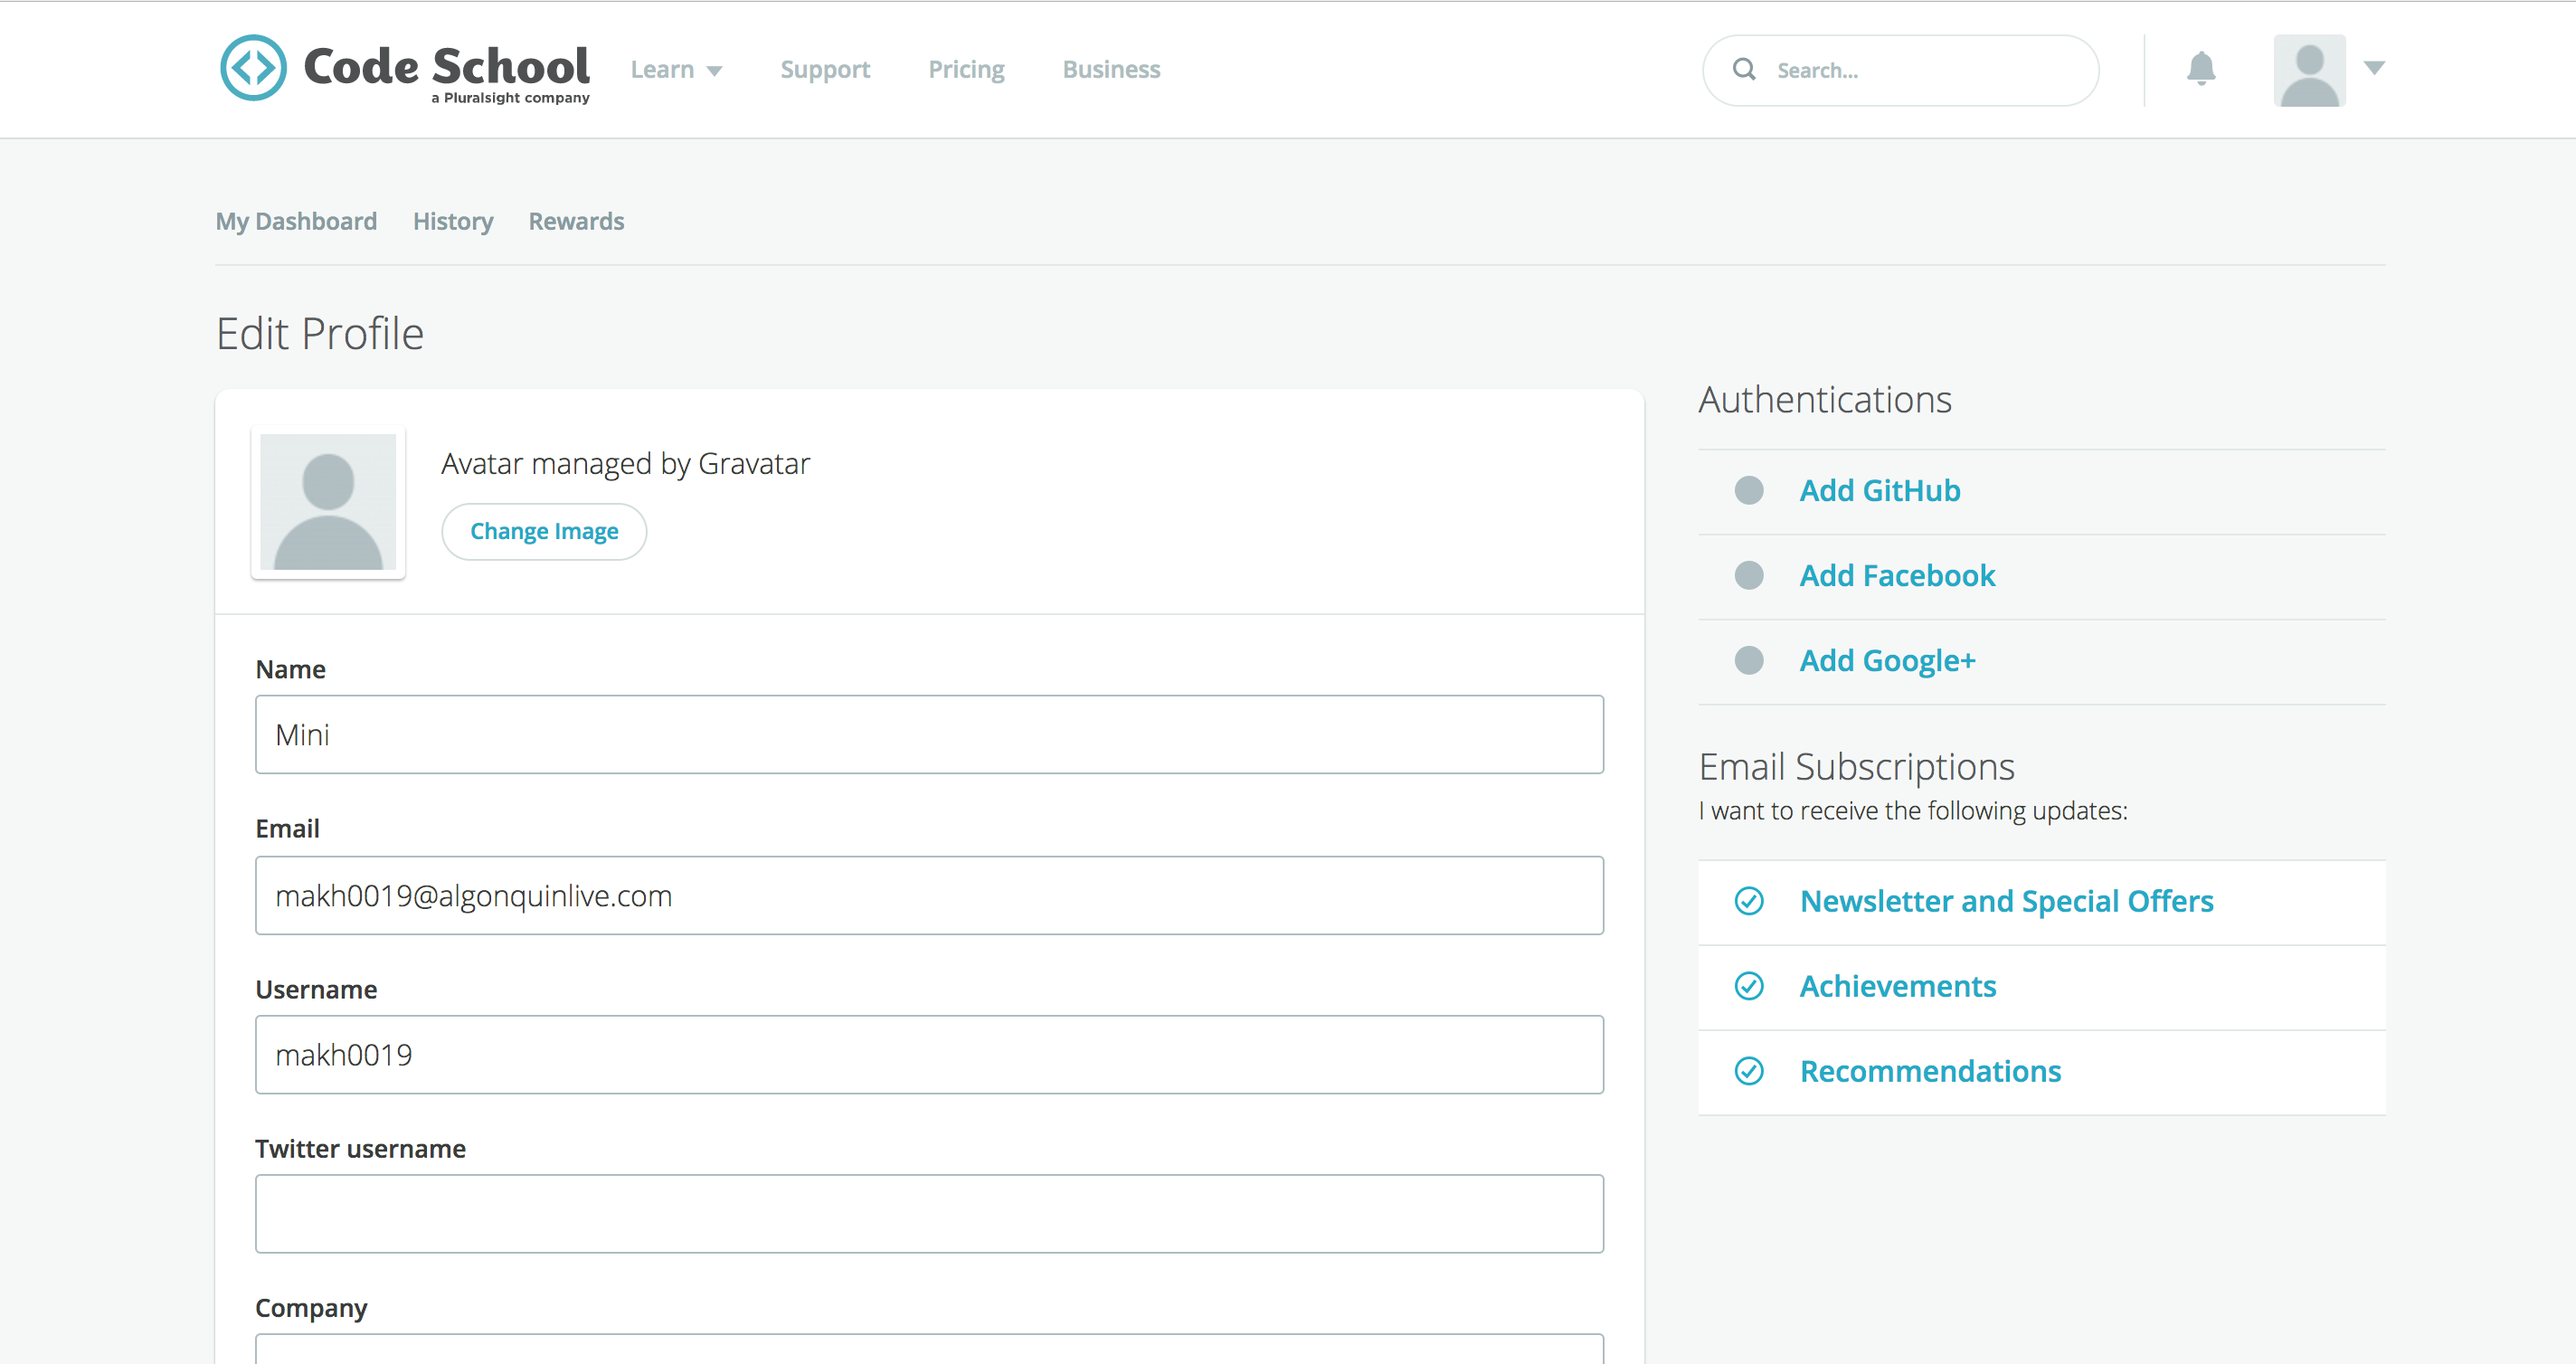 Code School
a Pluralsight company
Learn
Support
Pricing
Business
Search...
My Dashboard
History
Rewards
Edit Profile
Avatar managed by Gravatar
Change Image
Name
Mini
Email
makh0019@algonquinlive.com
Username
makh0019
Twitter username
Company
Authentications
Add GitHub
Add Facebook
Add Google+
Email Subscriptions
I want to receive the following updates:
Newsletter and Special Offers
Achievements
Recommendations